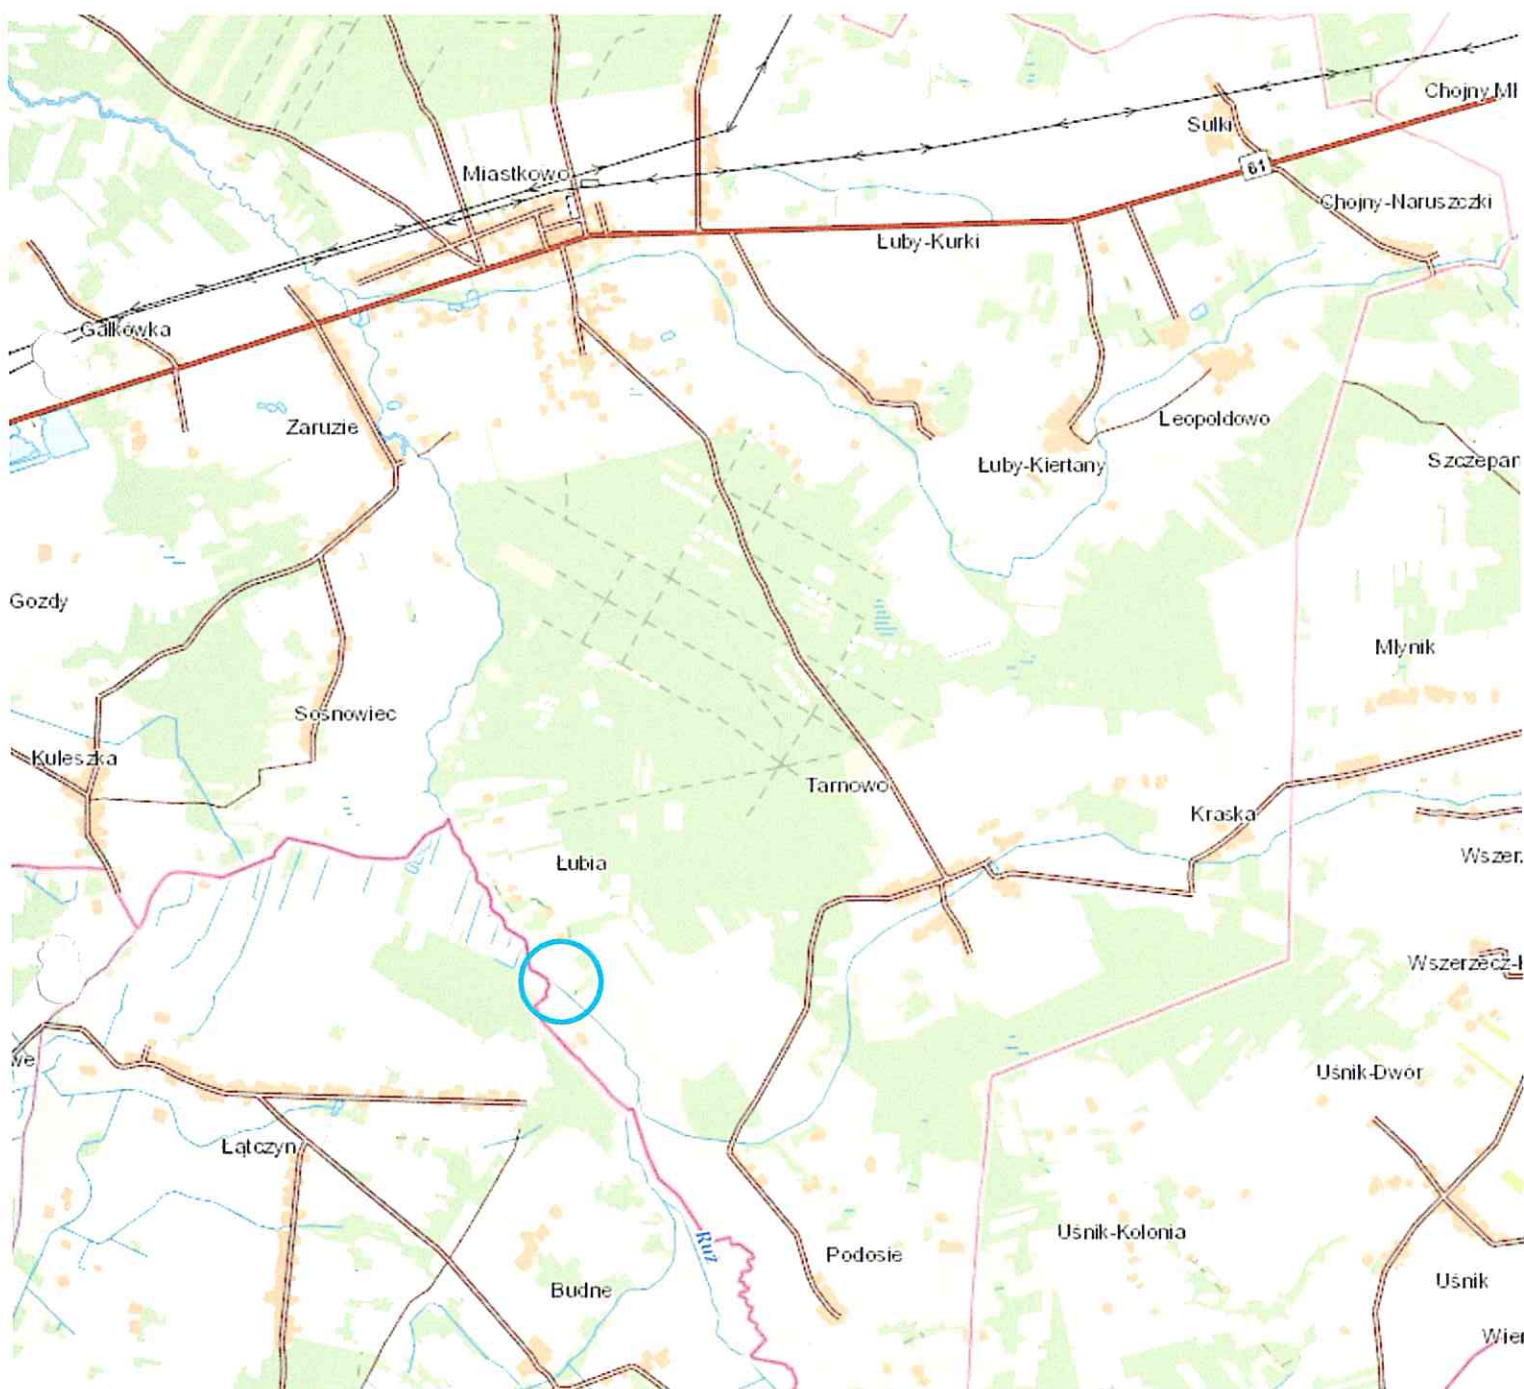 Chojny Mł
Sulki
61
Miastkowo
Chojny-Naruszczki
Łuby-Kurki
Gałkówka
Zaruzie
Leopoldowo
Łuby-Kiertany
Szczepan
Gozdy
Młynik
Sosnowiec
Kuleszka
Tarnowo
Kraska
Łubia
Wszer
Wszerzecz-K
we
Uśnik-Dwór
Łątczyn
Ruż
Uśnik-Kolonia
Podosie
Uśnik
Budne
Wier